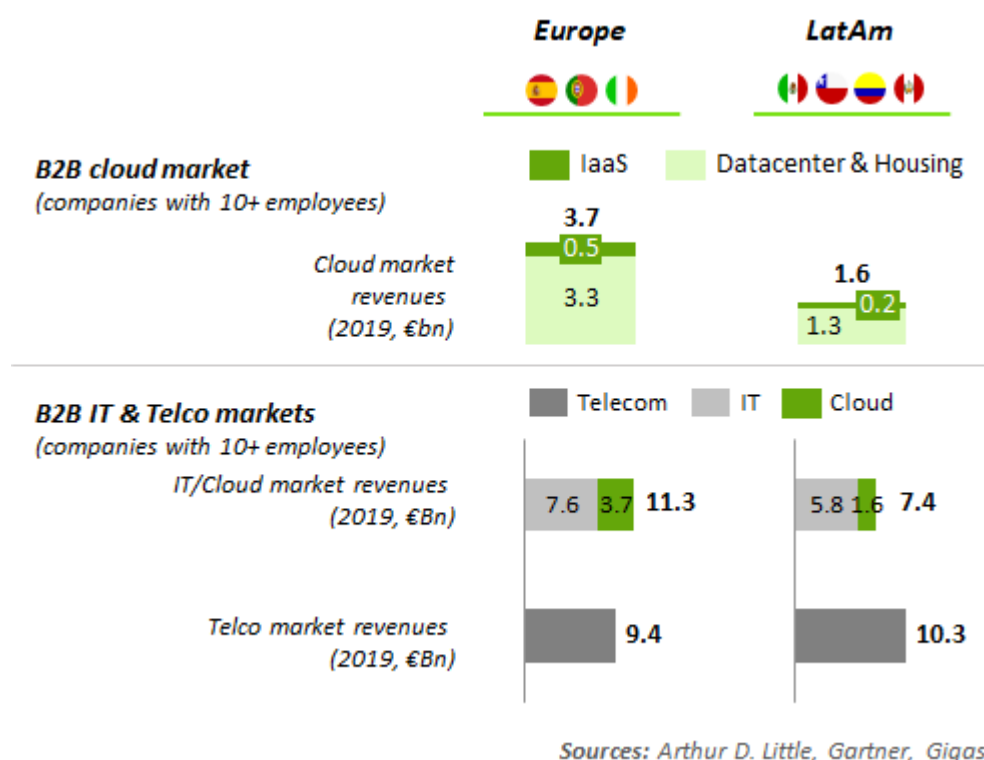 Europe LatAm
B2B cloud market
(companies with 10+ employees)
IaaS Datacenter & Housing
3.7
0.5
3.3
1.6
0.2
1.3
Cloud market
revenues
(2019, €bn)
B2B IT & Telco markets
(companies with 10+ employees)
Telecom IT Cloud
IT/Cloud market revenues
(2019, €Bn)
7.6 3.7 11.3
5.8 1.6 7.4
Telco market revenues
(2019, €Bn)
9.4
10.3
Sources: Arthur D. Little, Gartner, Gigas